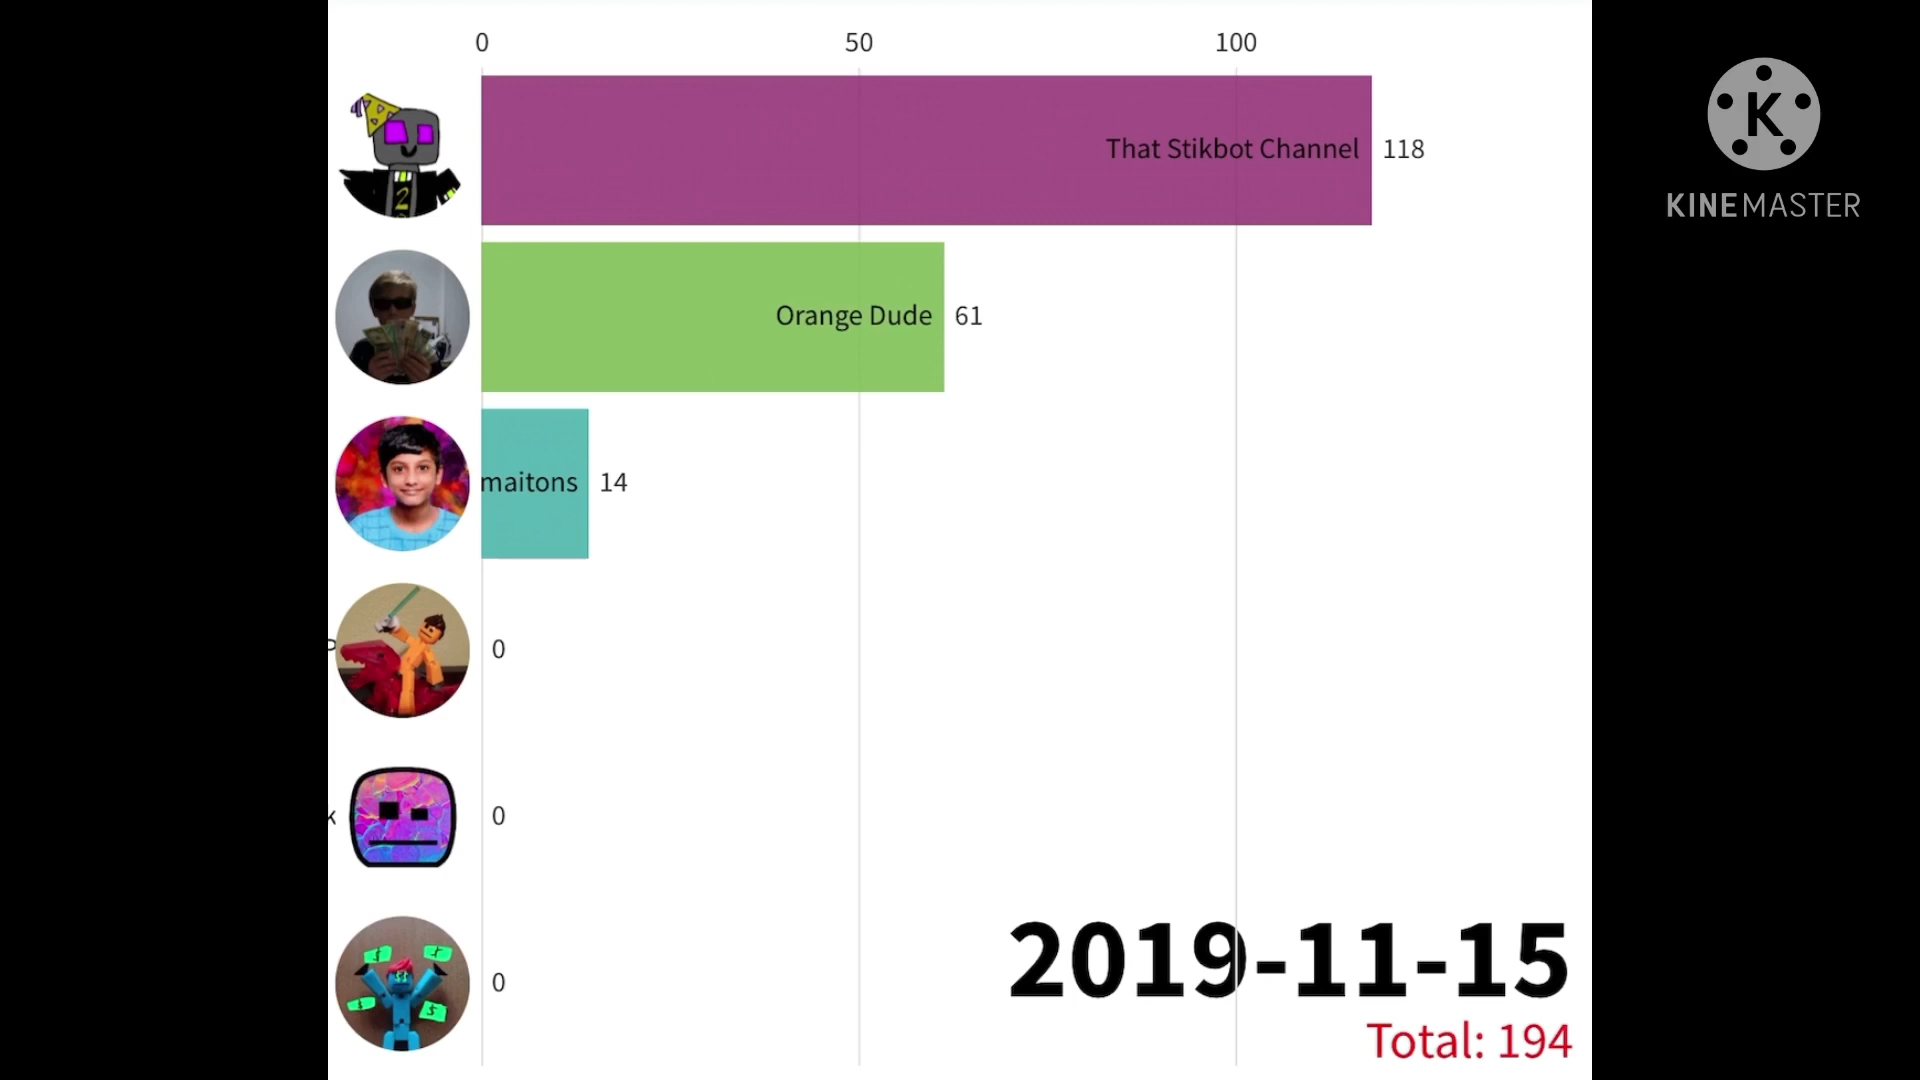 0 50 100
That Stikbot Channel 118
Orange Dude 61
maitons 14
0
0
0
2019-11-15
Total: 194
K
KINEMASTER